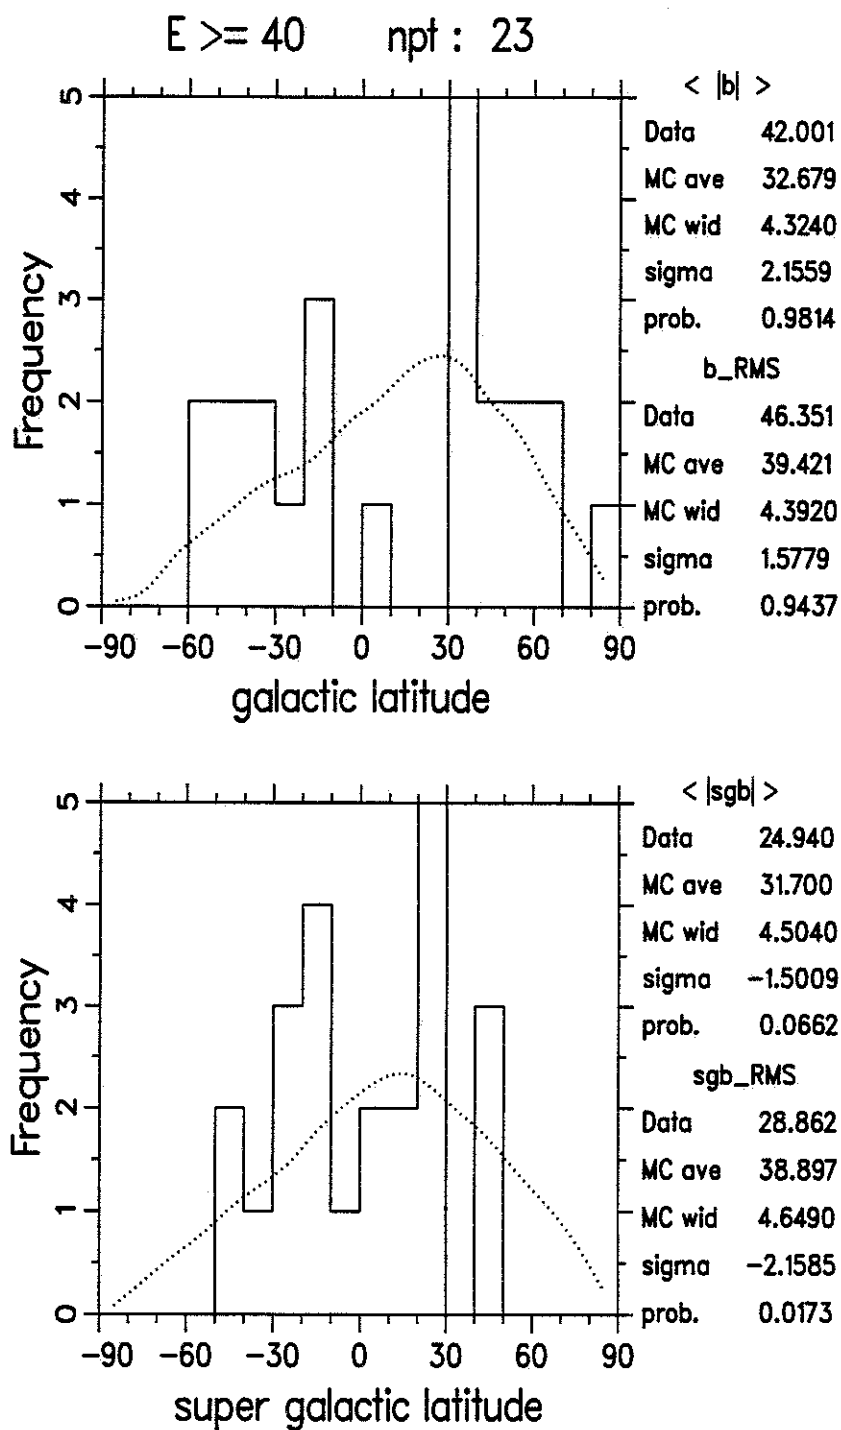 E >= 40 npt : 23
< |b| >
Data 42.001
MC ave 32.679
MC wid 4.3240
sigma 2.1559
prob. 0.9814
b_RMS
Data 46.351
MC ave 39.421
MC wid 4.3920
sigma 1.5779
prob. 0.9437
Frequency
5
4
3
2
1
0
-90 -60 -30 0 30 60 90
galactic latitude
< |sgb| >
Data 24.940
MC ave 31.700
MC wid 4.5040
sigma -1.5009
prob. 0.0662
sgb_RMS
Data 28.862
MC ave 38.897
MC wid 4.6490
sigma -2.1585
prob. 0.0173
Frequency
5
4
3
2
1
0
-90 -60 -30 0 30 60 90
super galactic latitude